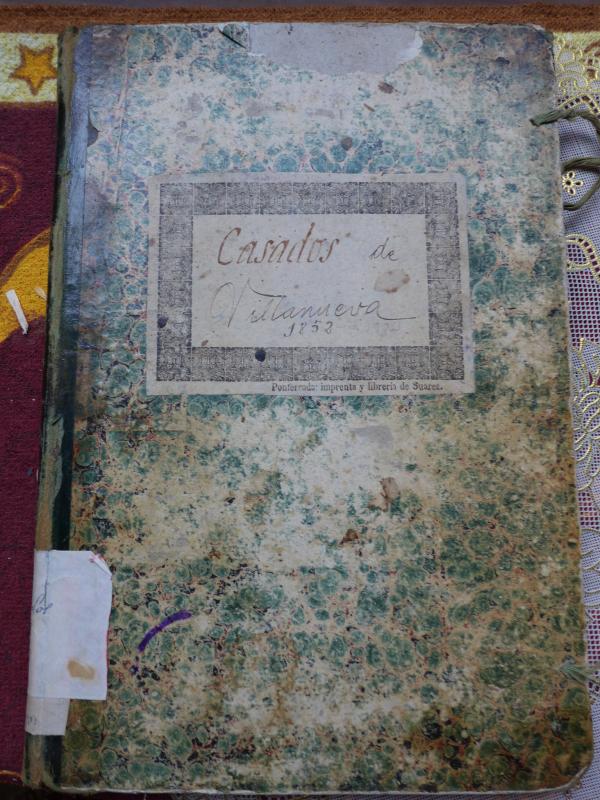 Casados de
Villanueva
1852
Ponferrada: imprenta y librería de Suarez.